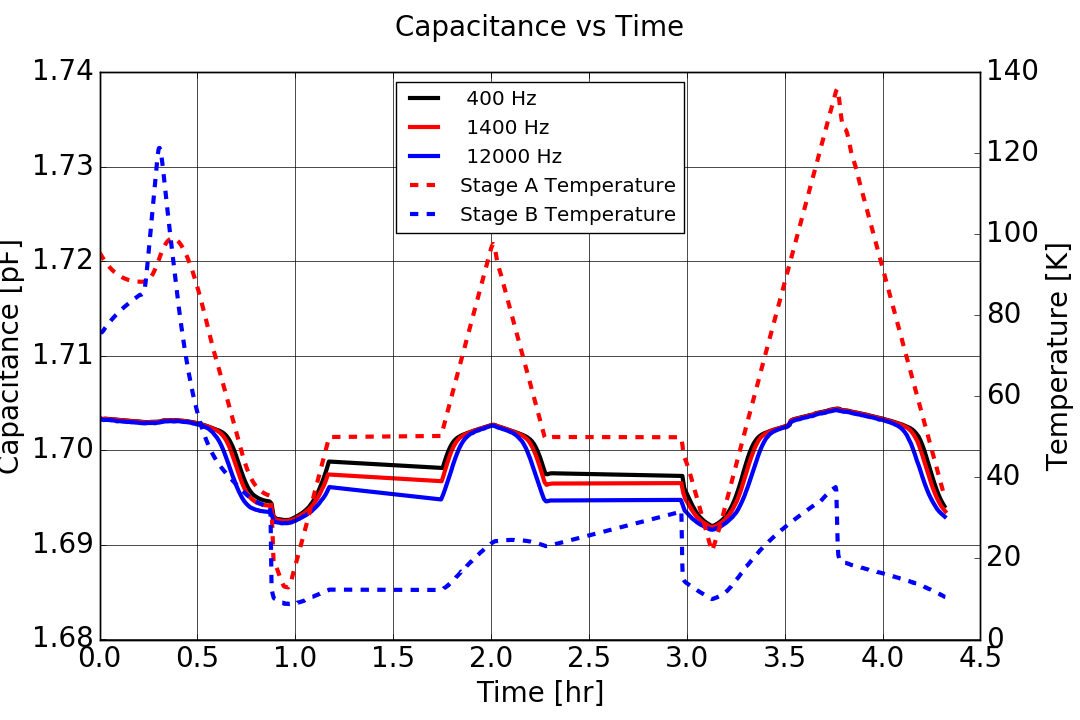 Capacitance vs Time
1.74
1.73
1.72
1.71
1.70
1.69
1.68
Capacitance [pF]
400 Hz
1400 Hz
12000 Hz
Stage A Temperature
Stage B Temperature
140
120
100
80
60
40
20
0
Temperature [K]
0.0 0.5 1.0 1.5 2.0 2.5 3.0 3.5 4.0 4.5
Time [hr]